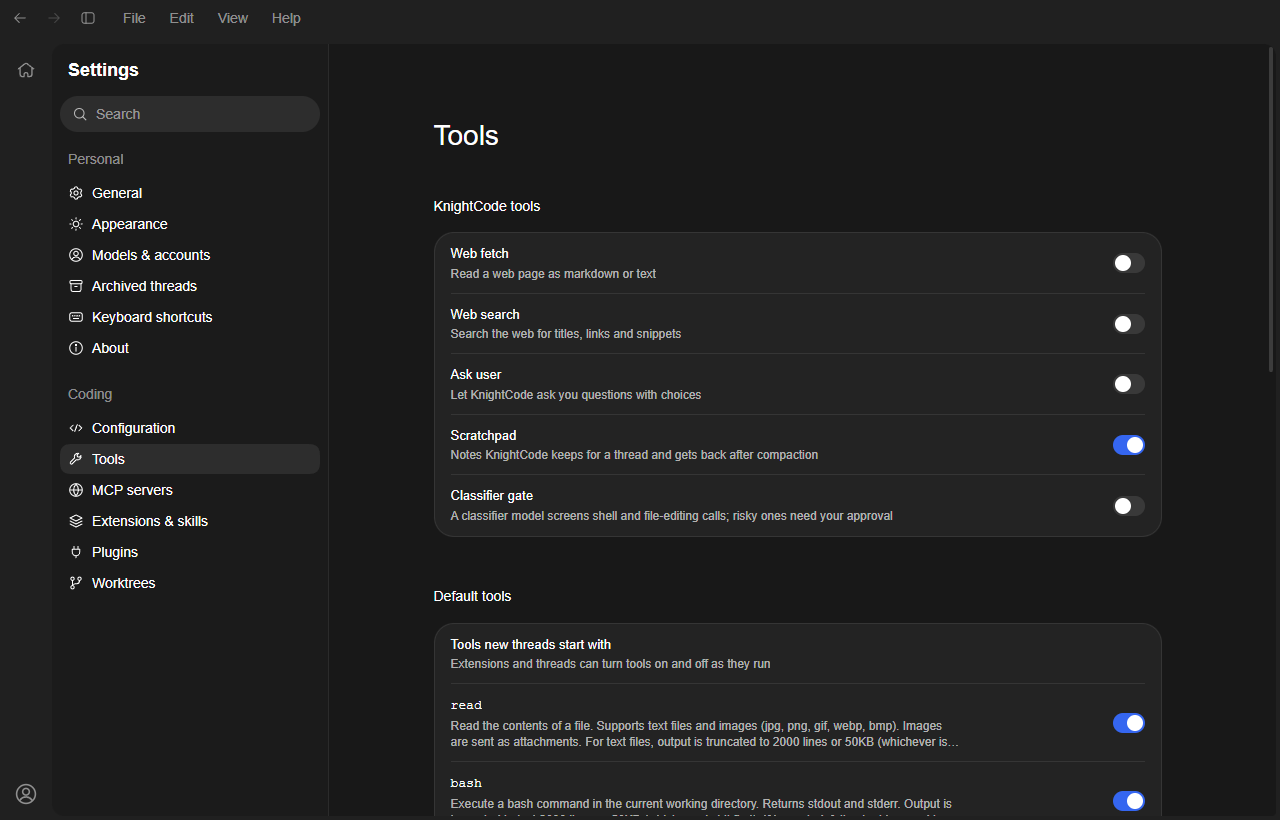 File Edit View Help
Settings
Search
Personal
General
Appearance
Models & accounts
Archived threads
Keyboard shortcuts
About
Coding
Configuration
Tools
MCP servers
Extensions & skills
Plugins
Worktrees
Tools
KnightCode tools
Web fetch
Read a web page as markdown or text
Web search
Search the web for titles, links and snippets
Ask user
Let KnightCode ask you questions with choices
Scratchpad
Notes KnightCode keeps for a thread and gets back after compaction
Classifier gate
A classifier model screens shell and file-editing calls; risky ones need your approval
Default tools
Tools new threads start with
Extensions and threads can turn tools on and off as they run
read
Read the contents of a file. Supports text files and images (jpg, png, gif, webp, bmp). Images
are sent as attachments. For text files, output is truncated to 2000 lines or 50KB (whichever is...
bash
Execute a bash command in the current working directory. Returns stdout and stderr. Output is